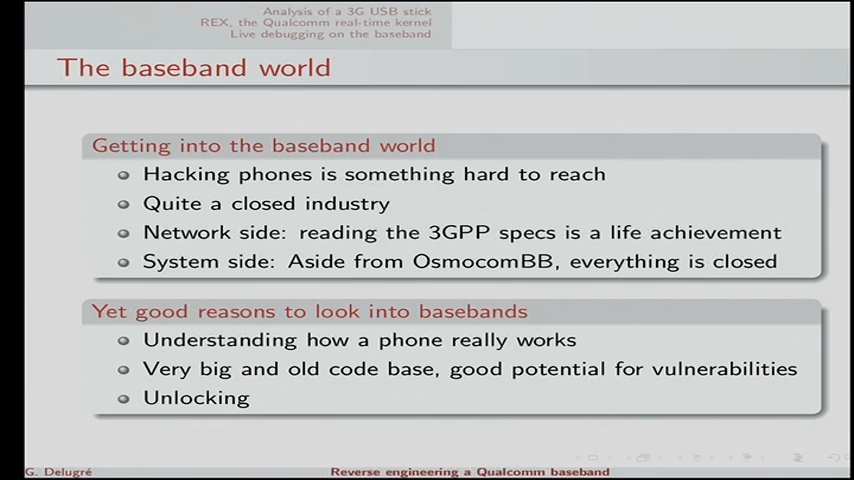 Analysis of a 3G USB stick
REX, the Qualcomm real-time kernel
Live debugging on the baseband
The baseband world
Getting into the baseband world
Hacking phones is something hard to reach
Quite a closed industry
Network side: reading the 3GPP specs is a life achievement
System side: Aside from OsmocomBB, everything is closed
Yet good reasons to look into basebands
Understanding how a phone really works
Very big and old code base, good potential for vulnerabilities
Unlocking
G. Delugré
Reverse engineering a Qualcomm baseband